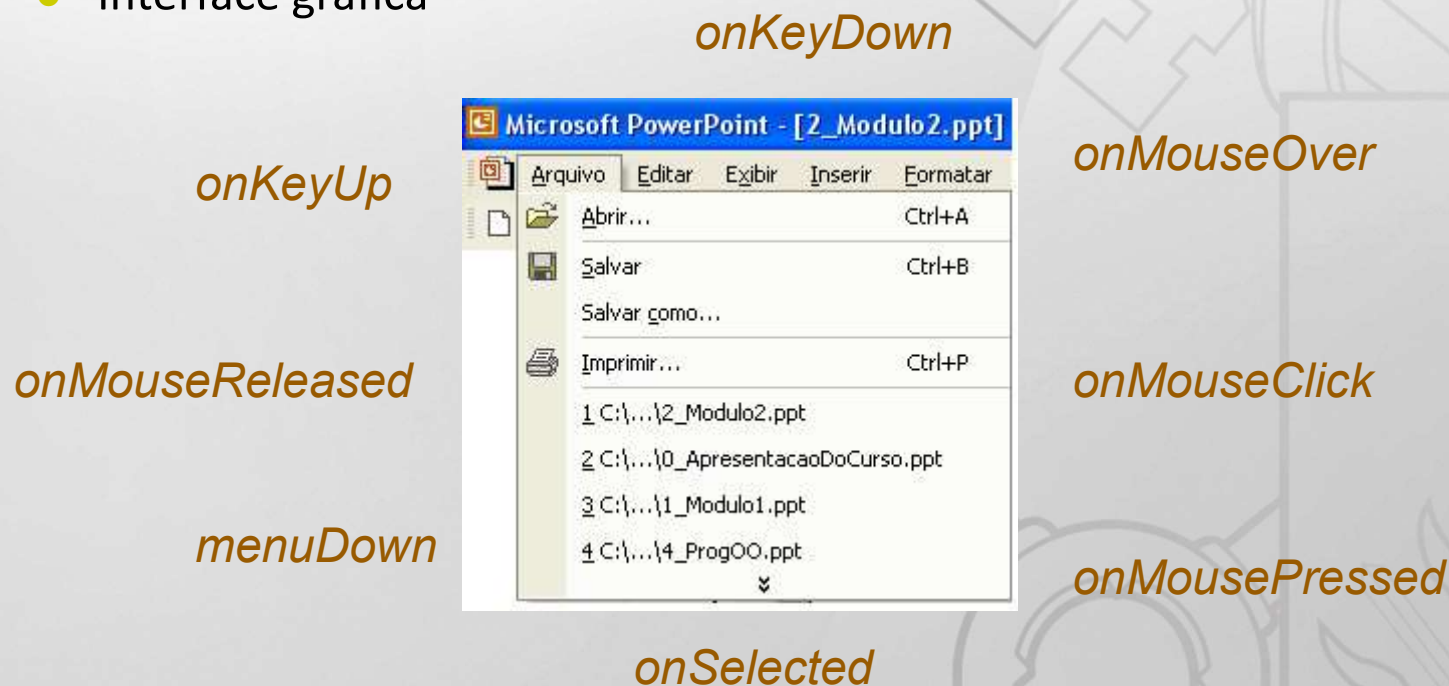 Interface gráfica
onKeyDown
Microsoft PowerPoint - [2_Modulo2.ppt]
onMouseOver
onKeyUp
Arquivo Editar Exibir Inserir Formatar
Abrir... Ctrl+A
Salvar Ctrl+B
Salvar como...
onMouseReleased
Imprimir... Ctrl+P
onMouseClick
1 C:\...\2_Modulo2.ppt
2 C:\...\0_ApresentacaoDoCurso.ppt
3 C:\...\1_Modulo1.ppt
menuDown
4 C:\...\4_ProgOO.ppt
onMousePressed
onSelected